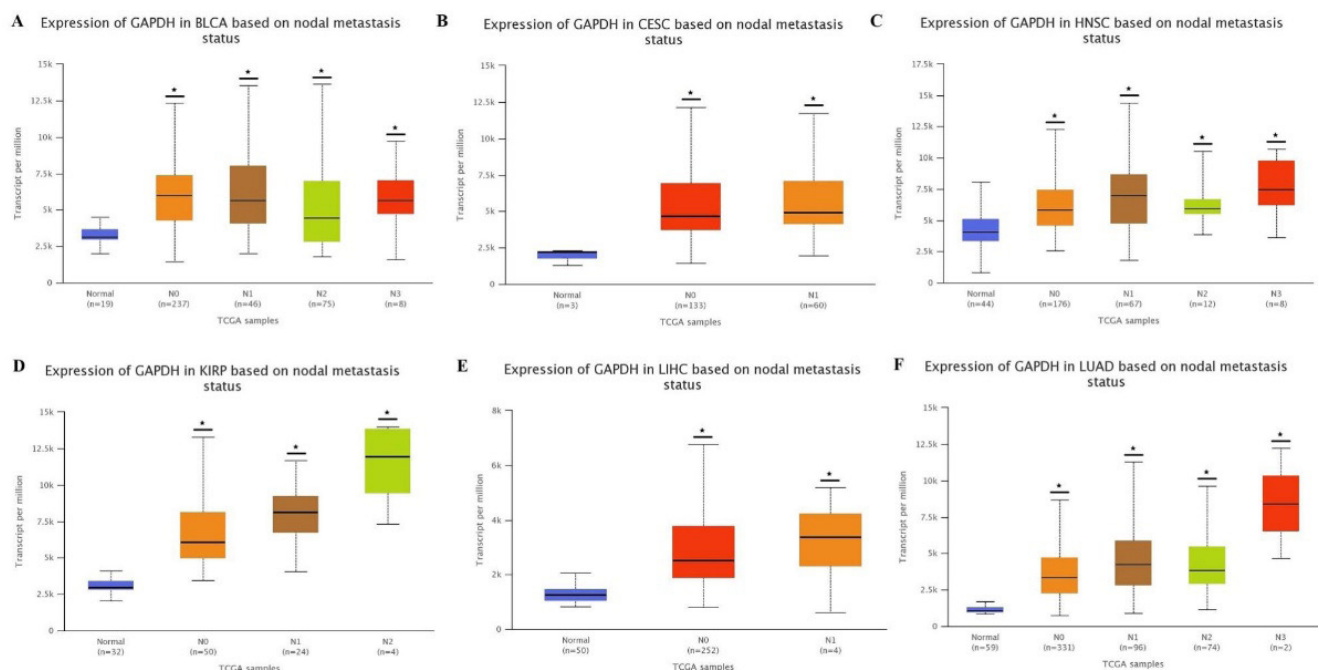 A
Expression of GAPDH in BLCA based on nodal metastasis
status
Transcript per million
15k
12.5k
10k
7.5k
5k
2.5k
0
Normal
(n=19)
N0
(n=237)
N1
(n=46)
N2
(n=75)
N3
(n=8)
TCGA samples
B
Expression of GAPDH in CESC based on nodal metastasis
status
Transcript per million
15k
12.5k
10k
7.5k
5k
2.5k
0
Normal
(n=3)
N0
(n=133)
N1
(n=60)
TCGA samples
C
Expression of GAPDH in HNSC based on nodal metastasis
status
Transcript per million
17.5k
15k
12.5k
10k
7.5k
5k
2.5k
0
Normal
(n=44)
N0
(n=176)
N1
(n=67)
N2
(n=12)
N3
(n=8)
TCGA samples
D
Expression of GAPDH in KIRP based on nodal metastasis
status
Transcript per million
15k
12.5k
10k
7.5k
5k
2.5k
0
Normal
(n=32)
N0
(n=50)
N1
(n=24)
N2
(n=4)
TCGA samples
E
Expression of GAPDH in LIHC based on nodal metastasis
status
Transcript per million
8k
6k
4k
2k
0
Normal
(n=50)
N0
(n=252)
N1
(n=4)
TCGA samples
F
Expression of GAPDH in LUAD based on nodal metastasis
status
Transcript per million
15k
12.5k
10k
7.5k
5k
2.5k
0
Normal
(n=59)
N0
(n=331)
N1
(n=96)
N2
(n=74)
N3
(n=2)
TCGA samples